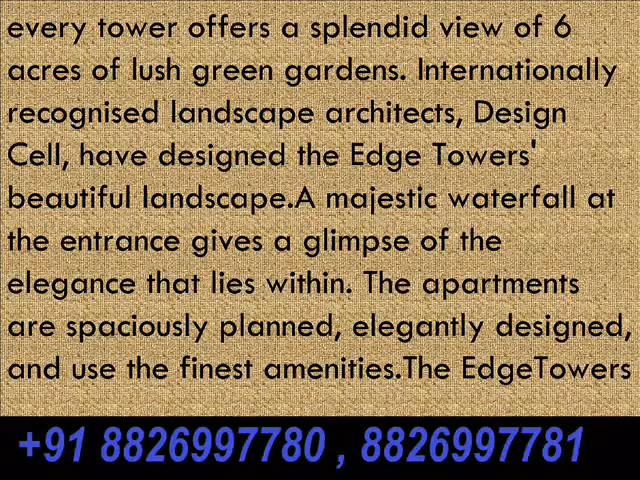 every tower offers a splendid view of 6
acres of lush green gardens. Internationally
recognised landscape architects, Design
Cell, have designed the Edge Towers'
beautiful landscape.A majestic waterfall at
the entrance gives a glimpse of the
elegance that lies within. The apartments
are spaciously planned, elegantly designed,
and use the finest amenities.The EdgeTowers
+91 8826997780 , 8826997781